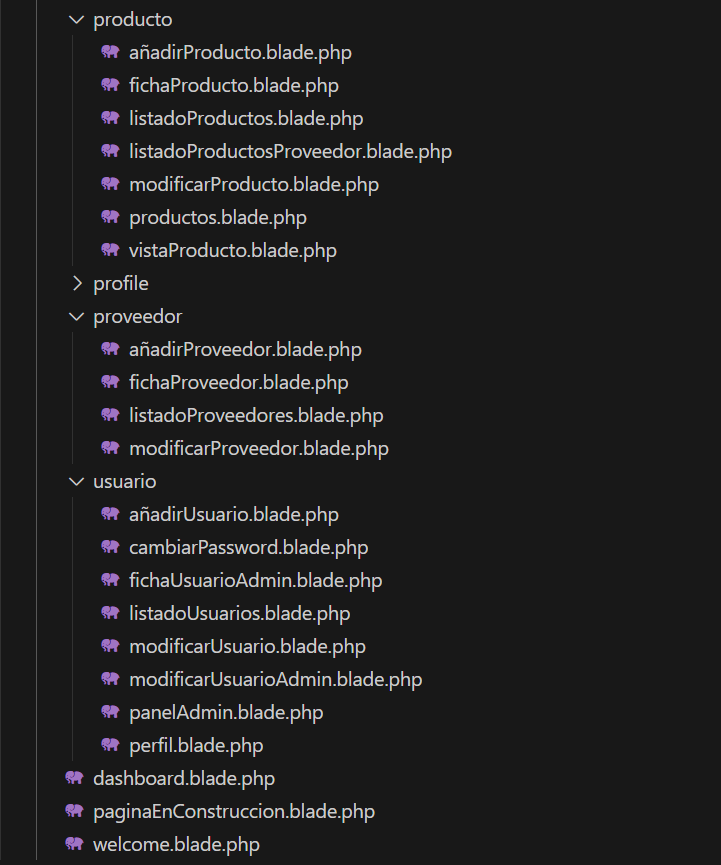 producto
añadirProducto.blade.php
fichaProducto.blade.php
listadoProductos.blade.php
listadoProductosProveedor.blade.php
modificarProducto.blade.php
productos.blade.php
vistaProducto.blade.php
profile
proveedor
añadirProveedor.blade.php
fichaProveedor.blade.php
listadoProveedores.blade.php
modificarProveedor.blade.php
usuario
añadirUsuario.blade.php
cambiarPassword.blade.php
fichaUsuarioAdmin.blade.php
listadoUsuarios.blade.php
modificarUsuario.blade.php
modificarUsuarioAdmin.blade.php
panelAdmin.blade.php
perfil.blade.php
dashboard.blade.php
paginaEnConstruccion.blade.php
welcome.blade.php